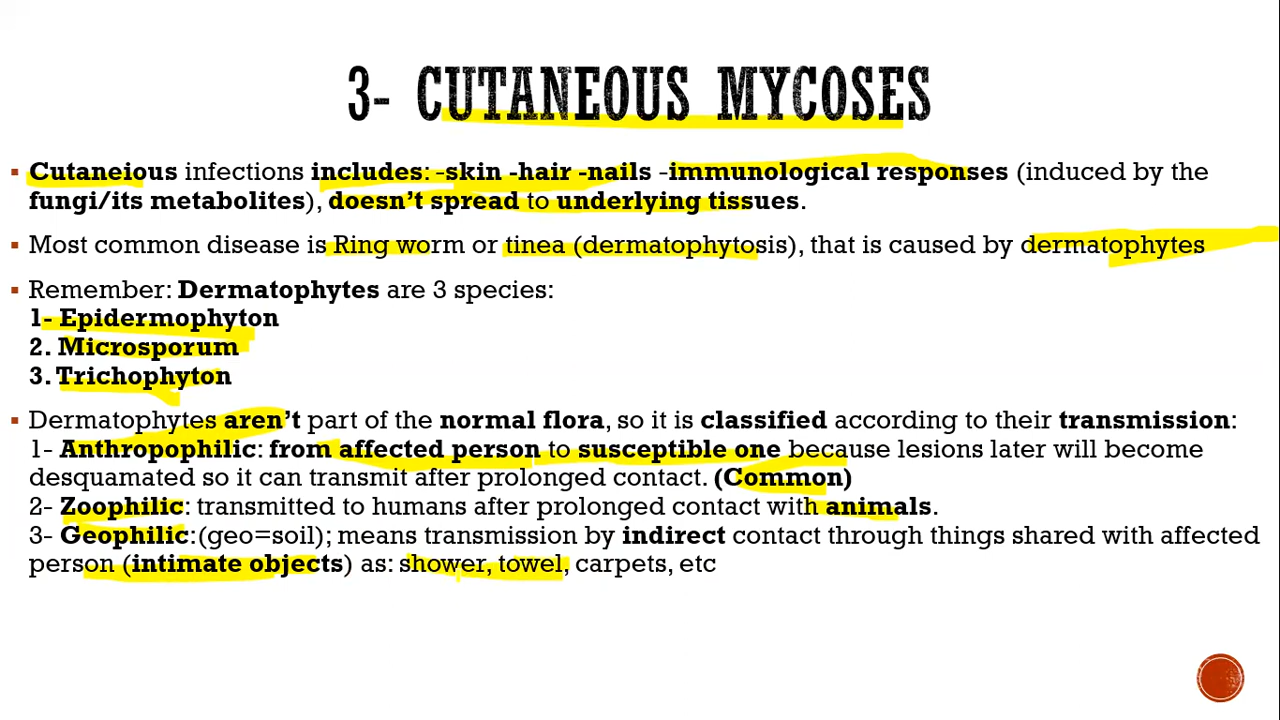 3- CUTANEOUS MYCOSES
▪ Cutaneious infections includes: -skin -hair -nails -immunological responses (induced by the
fungi/its metabolites), doesn't spread to underlying tissues.
▪ Most common disease is Ring worm or tinea (dermatophytosis), that is caused by dermatophytes
▪ Remember: Dermatophytes are 3 species:
1- Epidermophyton
2. Microsporum
3. Trichophyton
▪ Dermatophytes aren't part of the normal flora, so it is classified according to their transmission:
1- Anthropophilic: from affected person to susceptible one because lesions later will become
desquamated so it can transmit after prolonged contact. (Common)
2- Zoophilic: transmitted to humans after prolonged contact with animals.
3- Geophilic:(geo=soil); means transmission by indirect contact through things shared with affected
person (intimate objects) as: shower, towel, carpets, etc